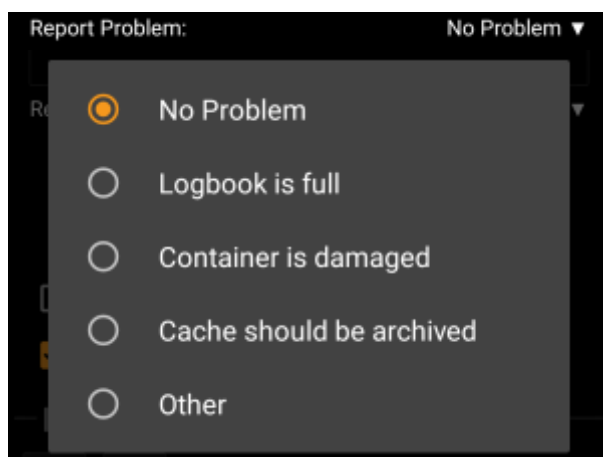 Report Problem: No Problem ▼
No Problem
Logbook is full
Container is damaged
Cache should be archived
Other